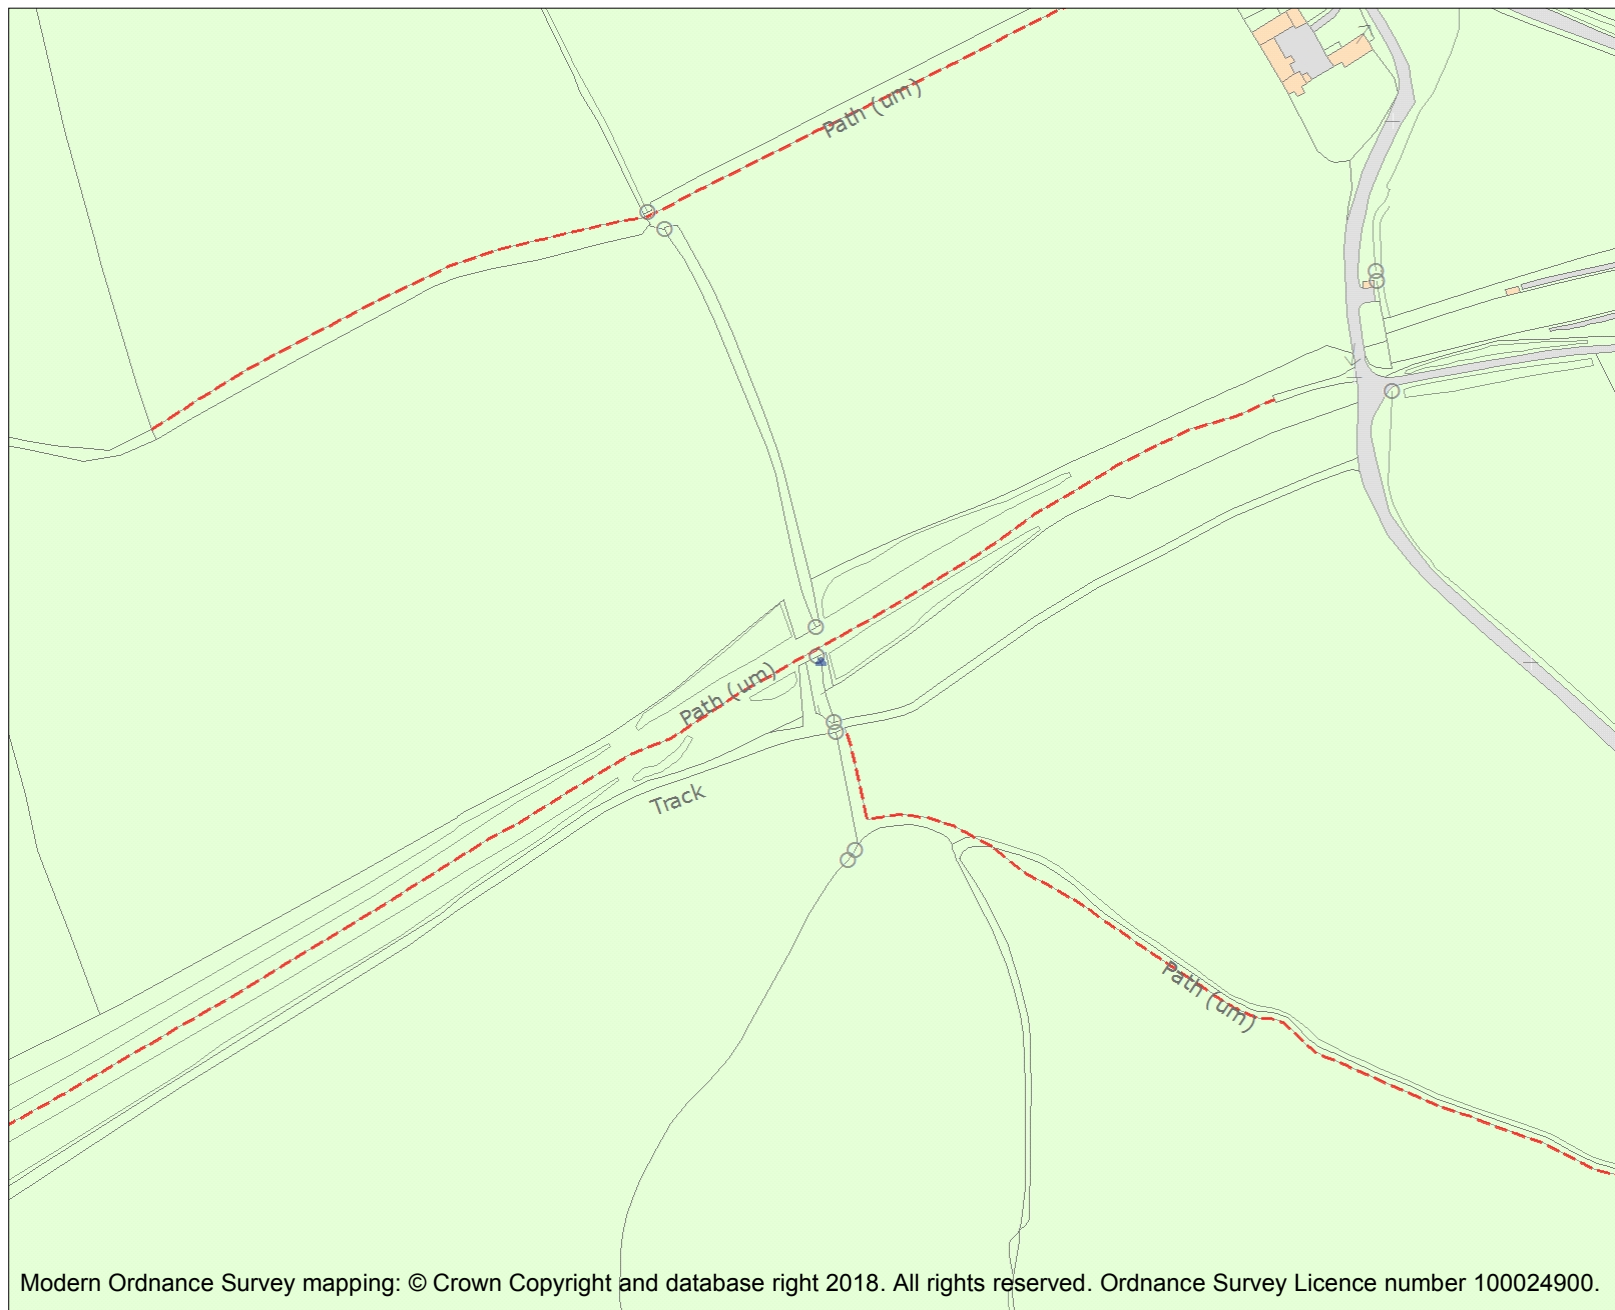 Path (um)
Path (um)
Track
Path (um)
Modern Ordnance Survey mapping: © Crown Copyright and database right 2018. All rights reserved. Ordnance Survey Licence number 100024900.